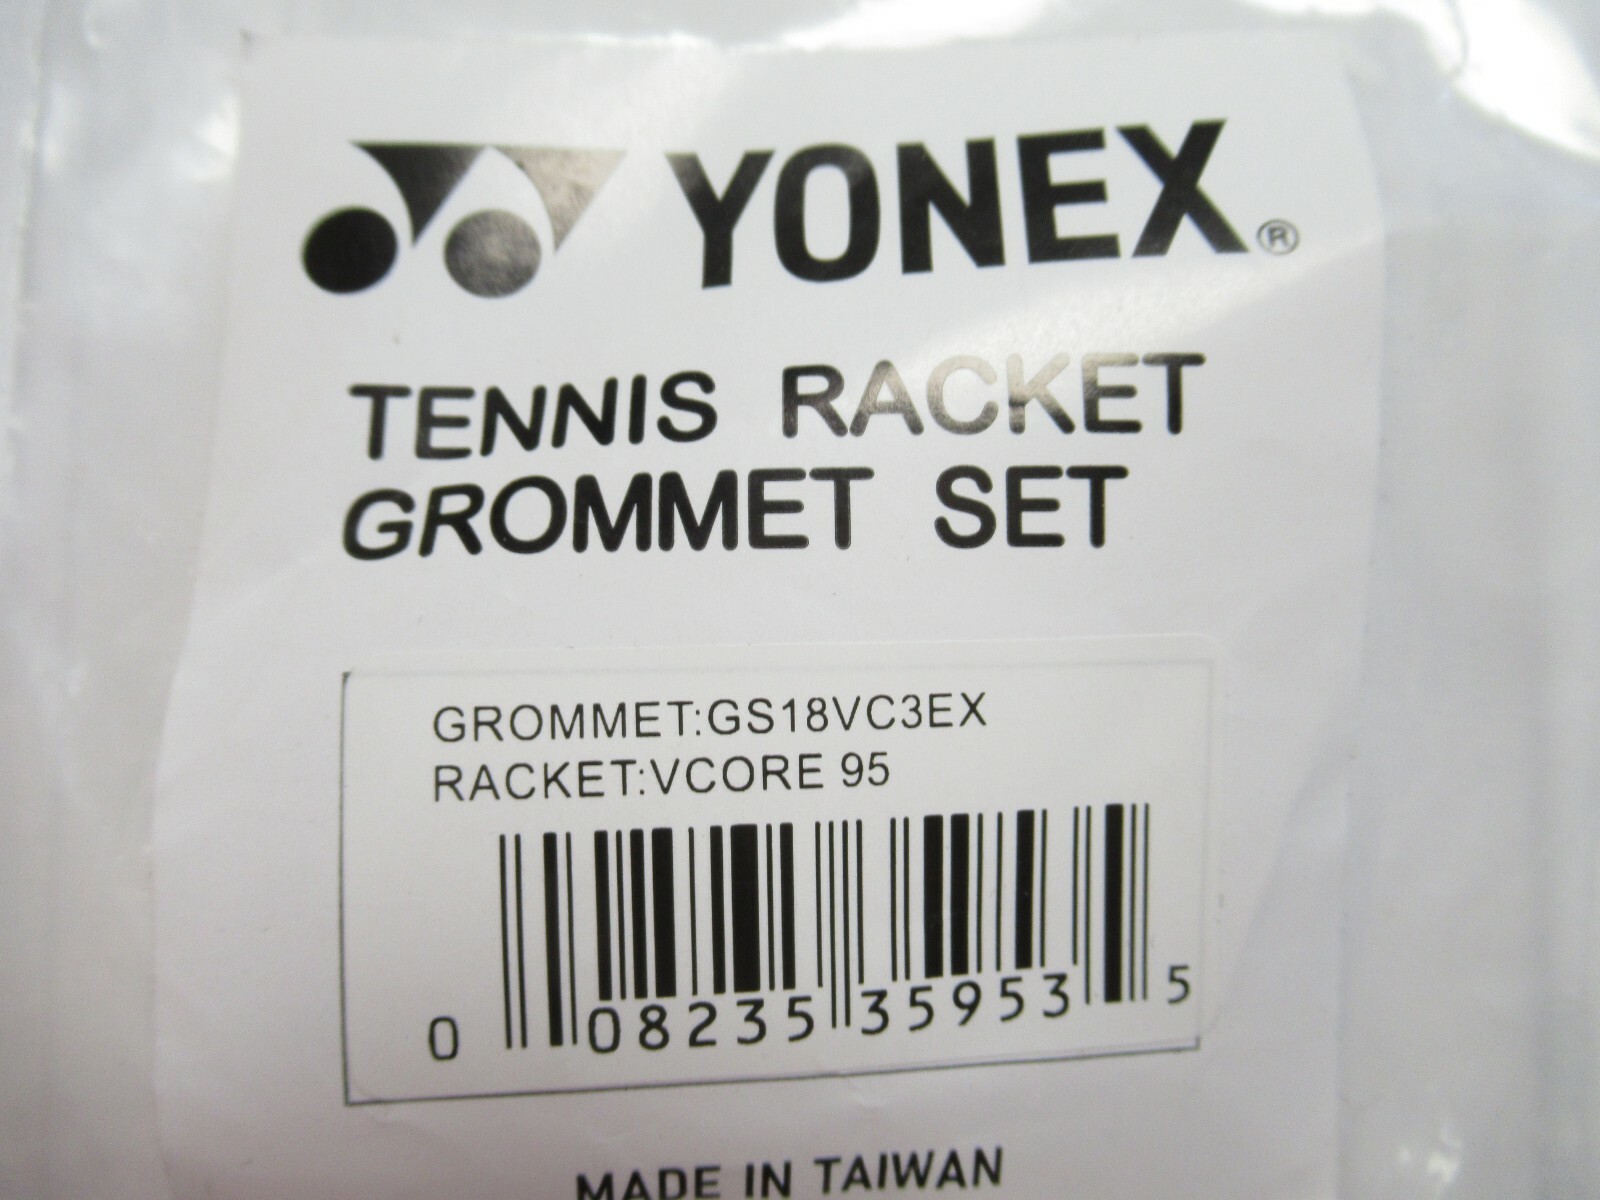 YONEX®
TENNIS RACKET
GROMMET SET
GROMMET:GS18VC3EX
RACKET:VCORE 95
0 08235 35953 5
MADE IN TAIWAN